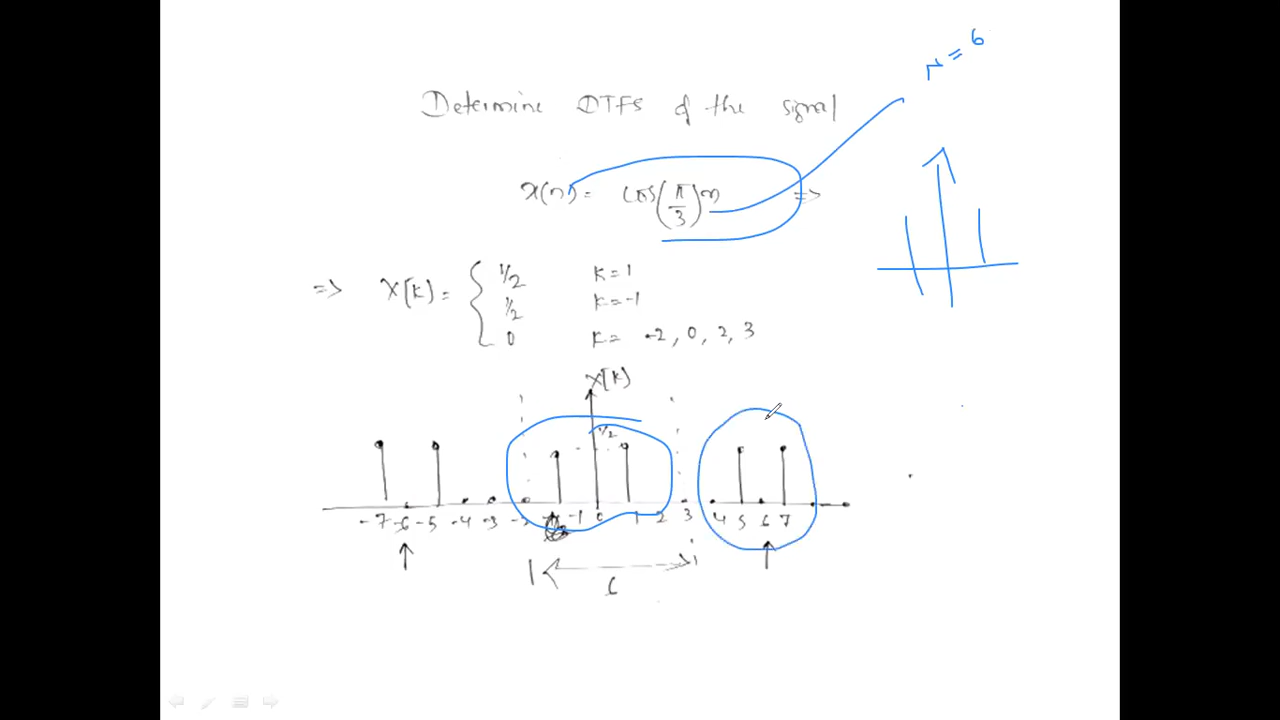 N = 6
Determine DTFS of the signal
x(n) = cos(π/3)n =>
=> X[k] = { 1/2 k=1
1/2 k=-1
0 k= -2, 0, 2, 3
X[k]
1/2
-7 -6 -5 -4 -3 -2 -1 0 1 2 3 4 5 6 7
6